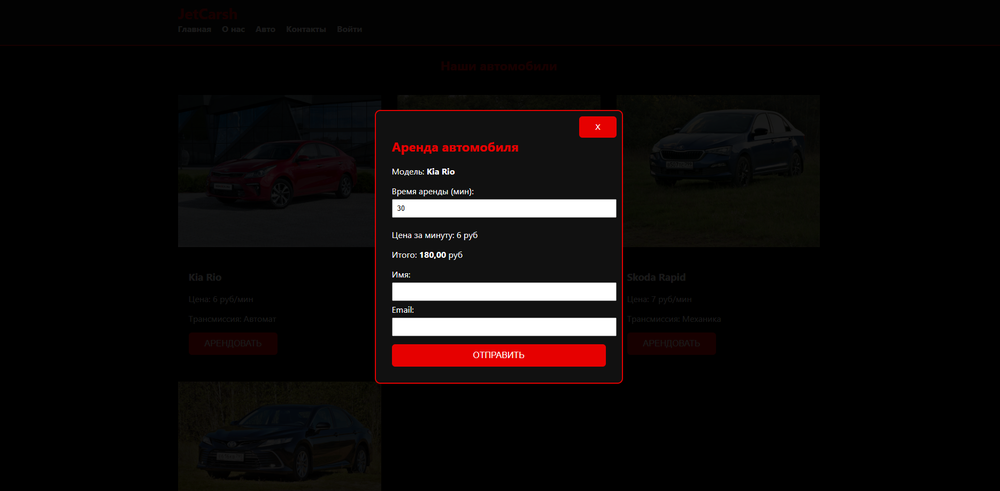 JetCarsh
Главная О нас Авто Контакты Войти
Наши автомобили
X
Аренда автомобиля
Модель: Kia Rio
Время аренды (мин):
30
Цена за минуту: 6 руб
Итого: 180,00 руб
Имя:
Email:
ОТПРАВИТЬ
Kia Rio
Цена: 6 руб/мин
Трансмиссия: Автомат
АРЕНДОВАТЬ
Skoda Rapid
Цена: 7 руб/мин
Трансмиссия: Механика
АРЕНДОВАТЬ